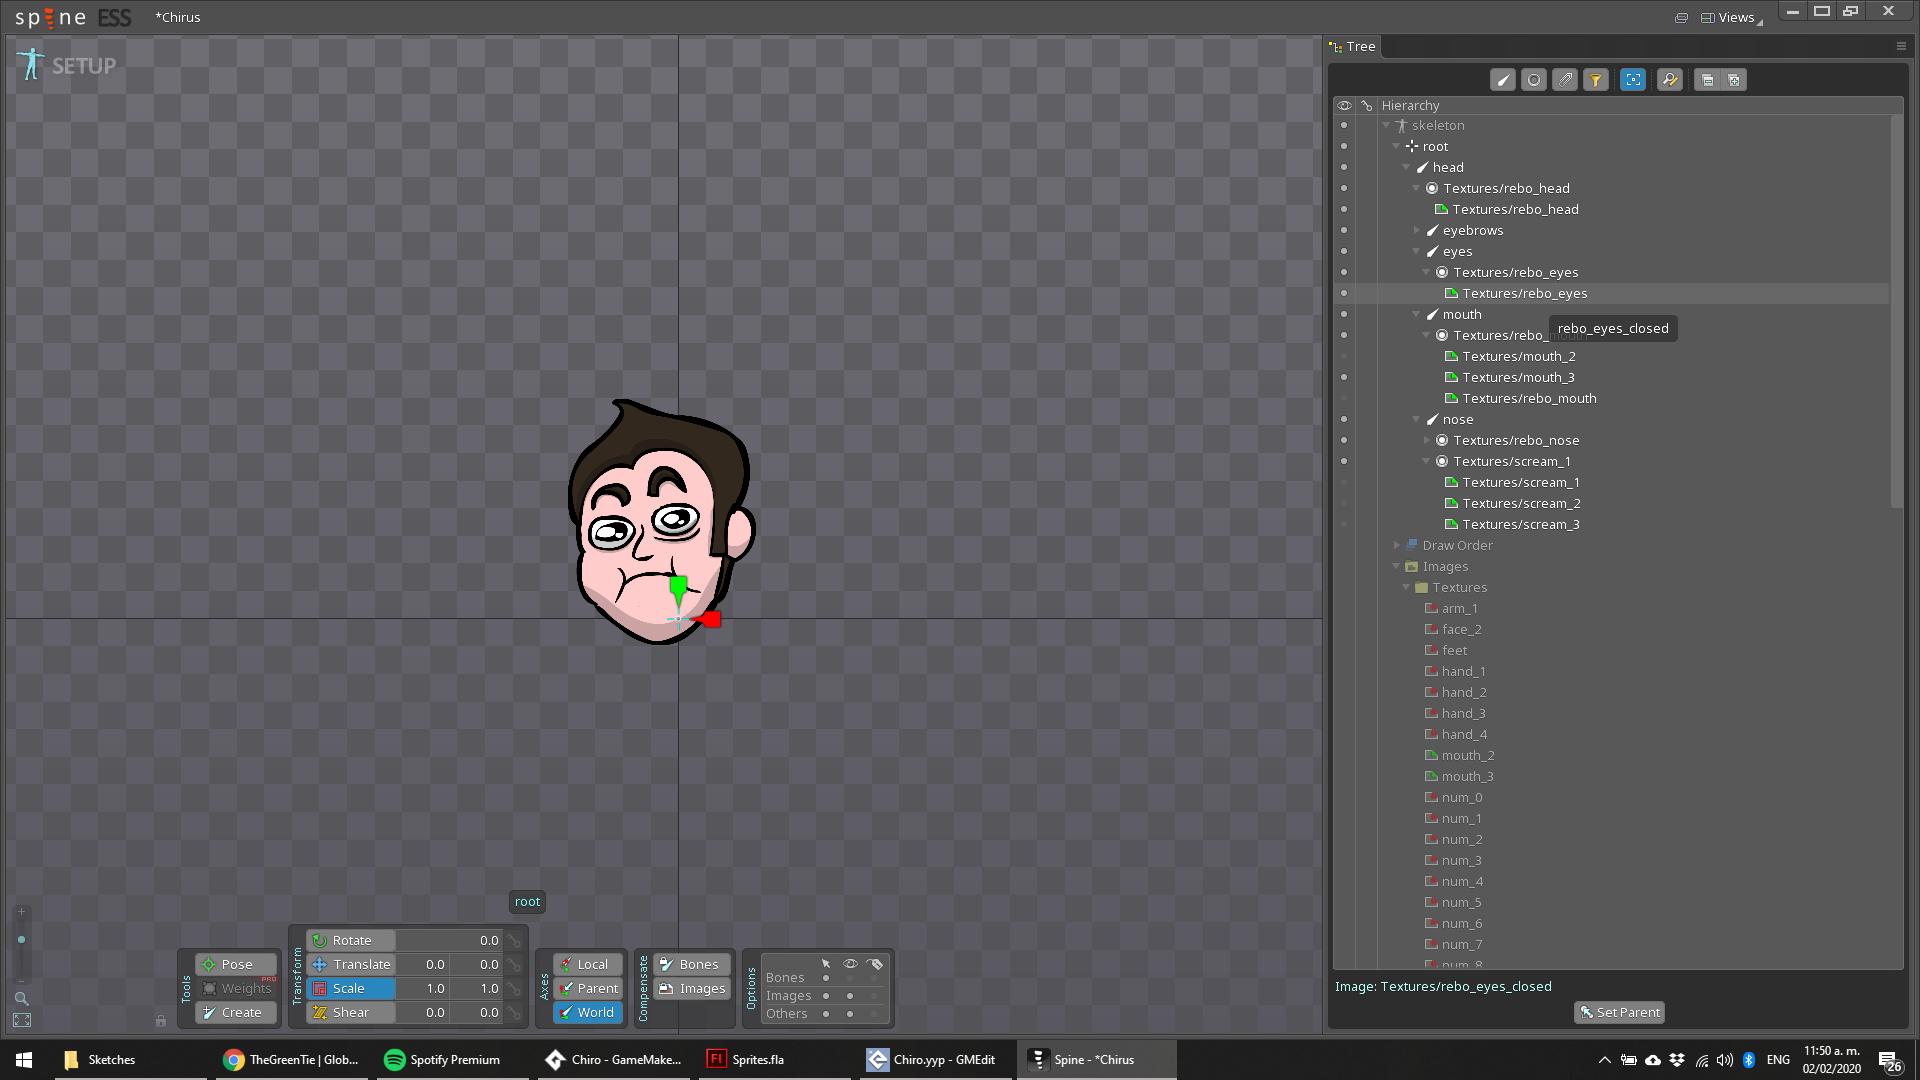 spine ESS
*Chirus
Views
SETUP
Tree
Hierarchy
skeleton
root
head
Textures/rebo_head
Textures/rebo_head
eyebrows
eyes
Textures/rebo_eyes
Textures/rebo_eyes
mouth
Textures/rebo_
rebo_eyes_closed
Textures/mouth_2
Textures/mouth_3
Textures/rebo_mouth
nose
Textures/rebo_nose
Textures/scream_1
Textures/scream_1
Textures/scream_2
Textures/scream_3
Draw Order
Images
Textures
arm_1
face_2
feet
hand_1
hand_2
hand_3
hand_4
mouth_2
mouth_3
num_0
num_1
num_2
num_3
num_4
num_5
num_6
num_7
num_8
Image: Textures/rebo_eyes_closed
Set Parent
root
Tools
Pose
Weights PRO
Create
Transform
Rotate 0.0
Translate 0.0 0.0
Scale 1.0 1.0
Shear 0.0 0.0
Axes
Local
Parent
World
Compensate
Bones
Images
Options
Bones
Images
Others
Sketches
TheGreenTie | Glob...
Spotify Premium
Chiro - GameMake...
Fl Sprites.fla
Chiro.yyp - GMEdit
Spine - *Chirus
ENG
11:50 a. m.
02/02/2020
26